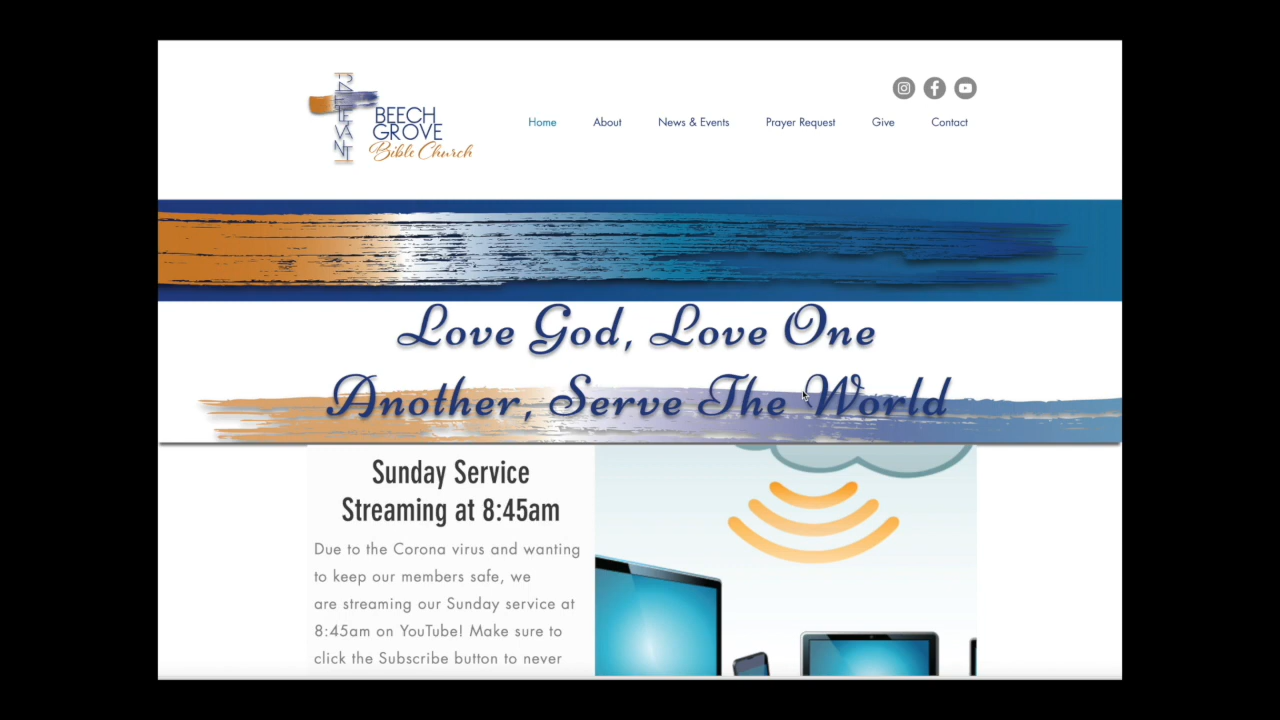 RELEVANT
BEECH
GROVE
Bible Church
Home About News & Events Prayer Request Give Contact
Love God, Love One
Another, Serve The World
Sunday Service
Streaming at 8:45am
Due to the Corona virus and wanting
to keep our members safe, we
are streaming our Sunday service at
8:45am on YouTube! Make sure to
click the Subscribe button to never